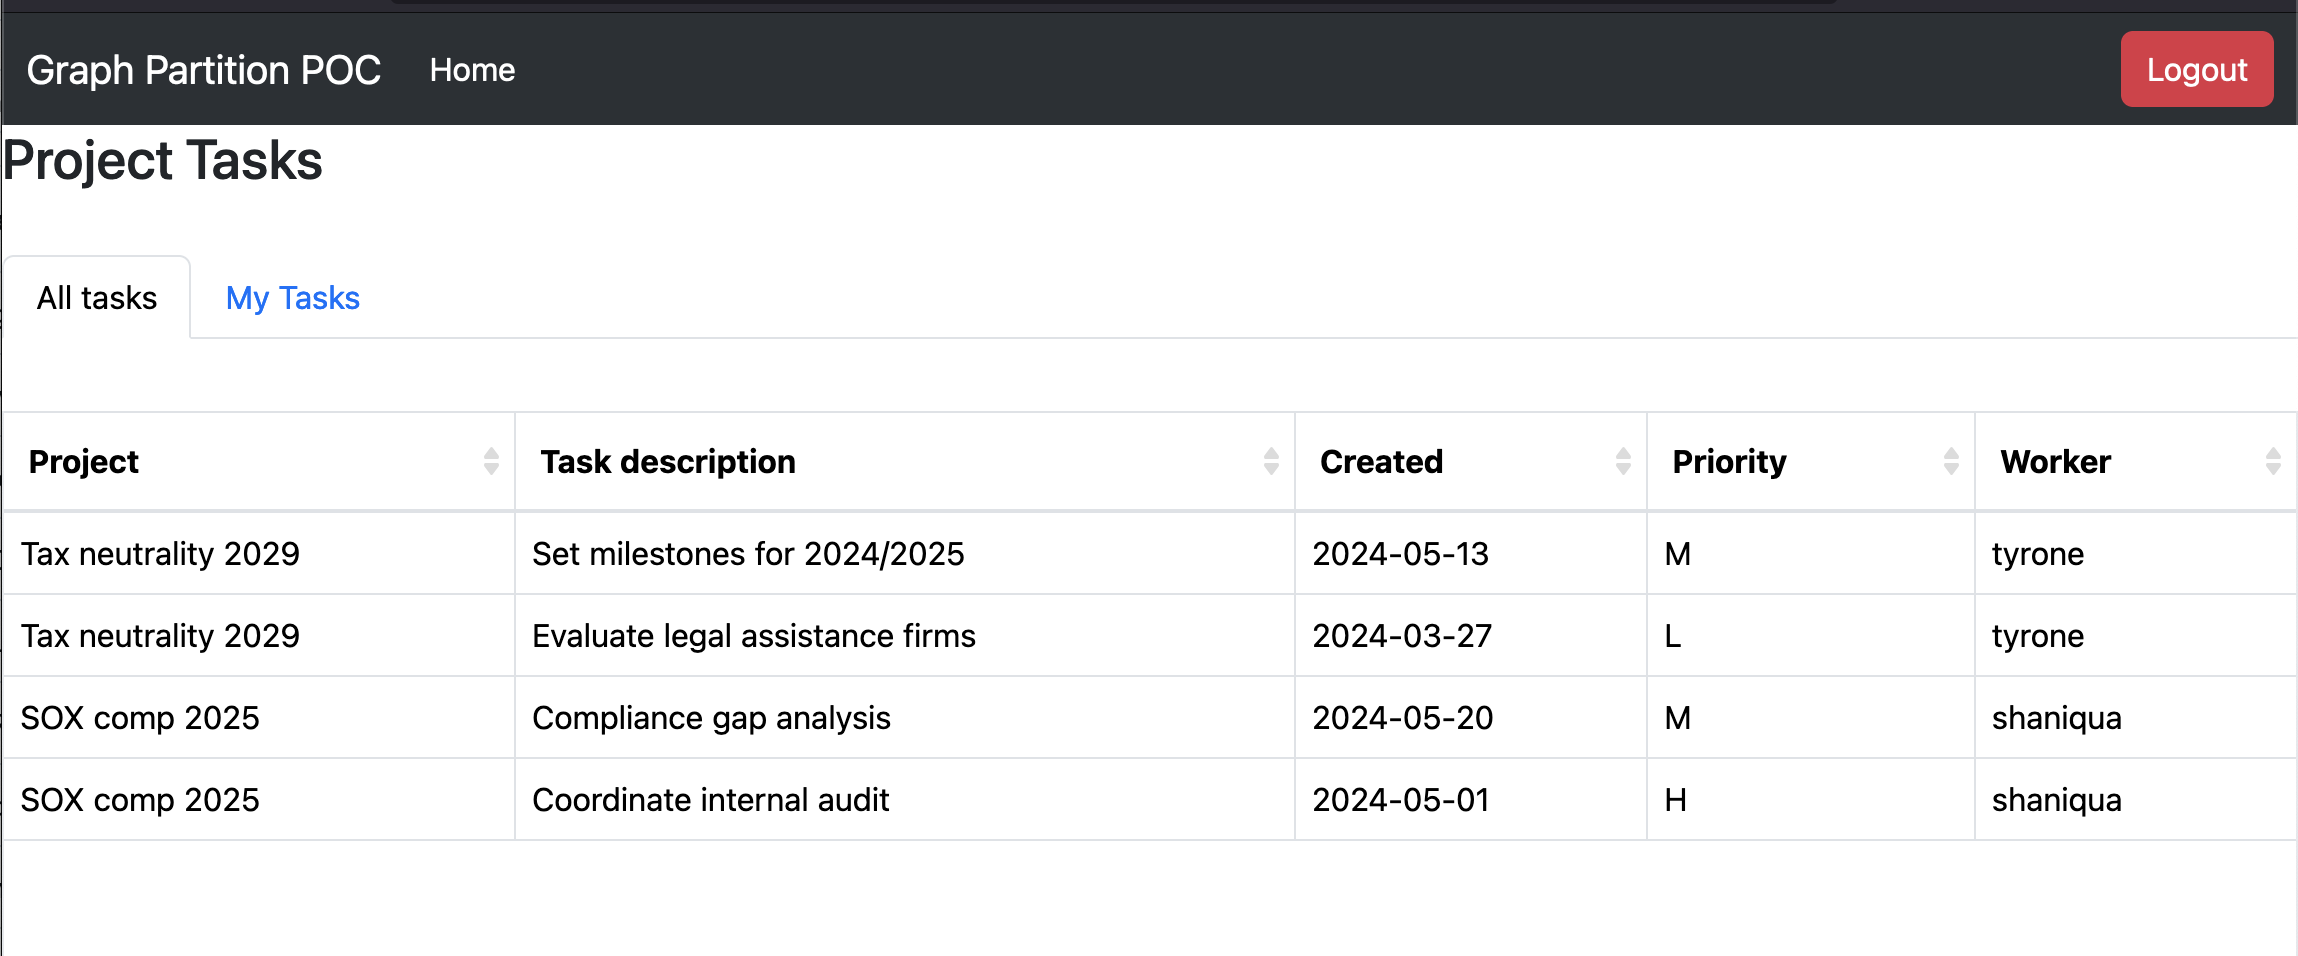 Graph Partition POC Home Logout
Project Tasks
All tasks My Tasks
Project Task description Created Priority Worker
Tax neutrality 2029 Set milestones for 2024/2025 2024-05-13 M tyrone
Tax neutrality 2029 Evaluate legal assistance firms 2024-03-27 L tyrone
SOX comp 2025 Compliance gap analysis 2024-05-20 M shaniqua
SOX comp 2025 Coordinate internal audit 2024-05-01 H shaniqua